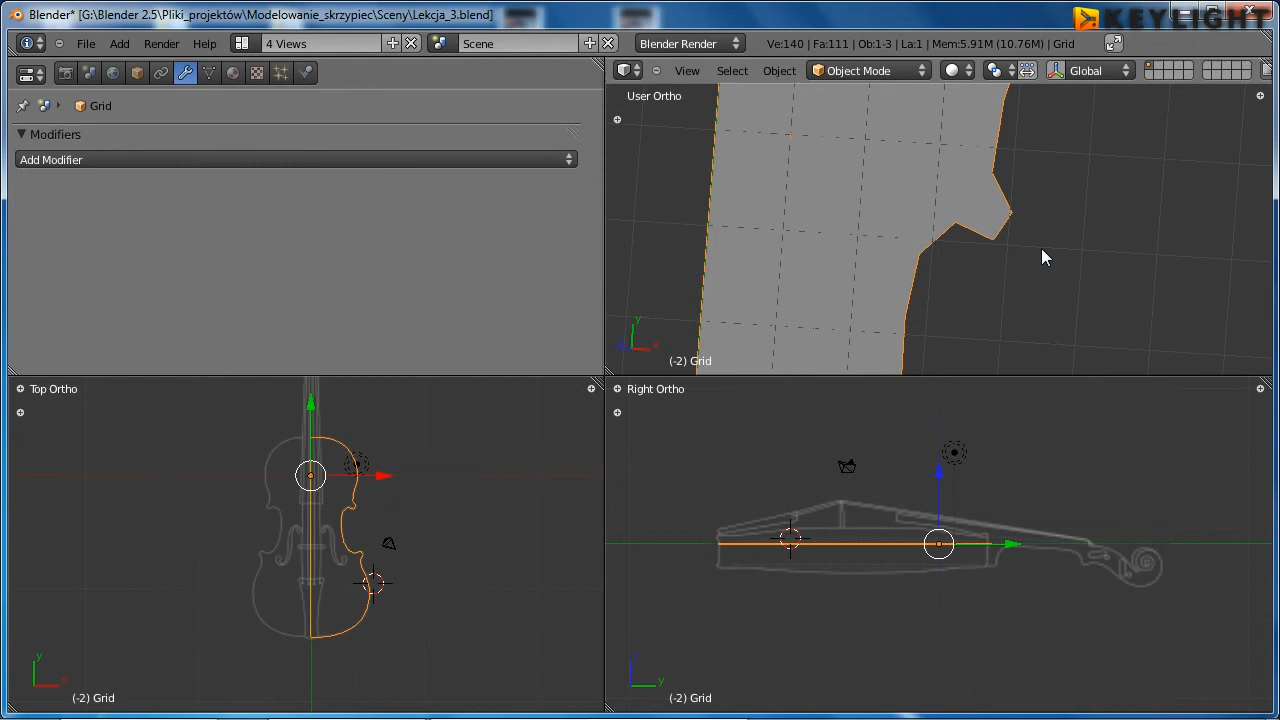 Blender* [G:\Blender 2.5\Pliki_projektów\Modelowanie_skrzypiec\Sceny\Lekcja_3.blend]
KEYLIGHT
File Add Render Help 4 Views Scene Blender Render Ve:140 | Fa:111 | Ob:1-3 | La:1 | Mem:5.91M (10.76M) | Grid
View Select Object Object Mode Global
Grid
User Ortho
Modifiers
Add Modifier
y
x
(-2) Grid
Top Ortho
Right Ortho
y
x
y
(-2) Grid
(-2) Grid